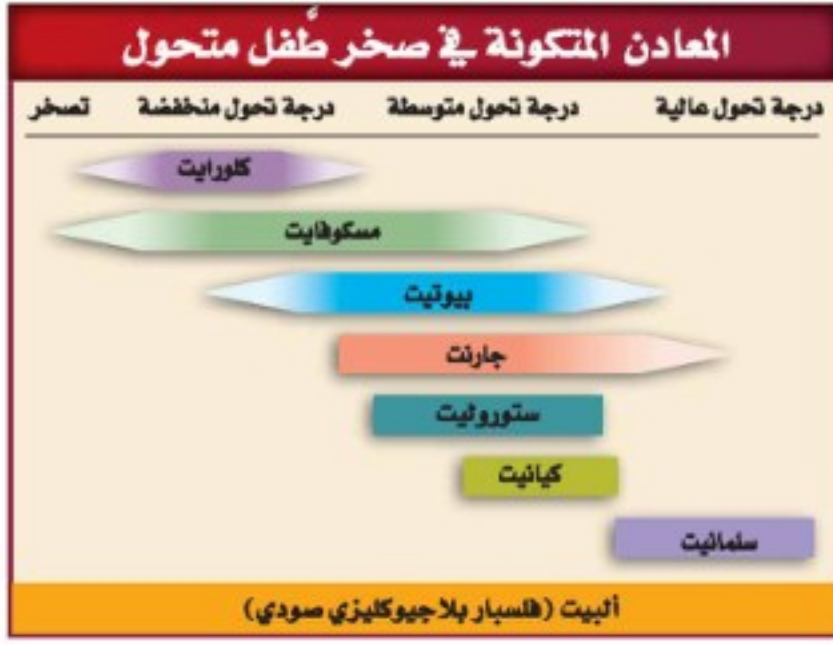 المعادن المتكونة في صخر طَُفل متحول
درجة تحول عالية درجة تحول متوسطة درجة تحول منخفضة تصخر
كلورايت
مسكوفايت
بيوتيت
جارنت
ستوروليت
كيانيت
سلمانيت
ألبيت (فلسبار بلاجيوكليزي صودي)